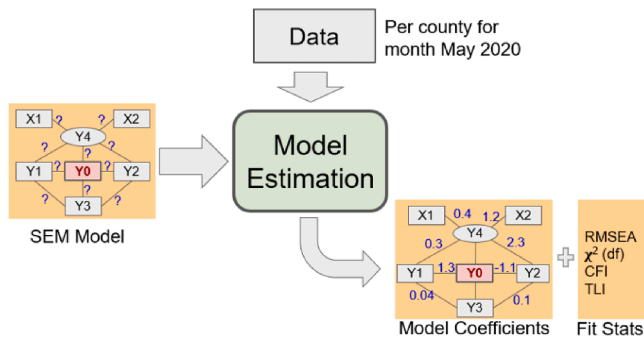 Data
Per county for
month May 2020
X1
?
?
X2
Y4
?
?
?
Y1
?
Y0
?
Y2
?
?
?
Y3
SEM Model
Model
Estimation
X1
0.4
1.2
X2
Y4
0.3
2.3
Y1
1.3
Y0
-1.1
Y2
0.04
0.1
Y3
Model Coefficients
RMSEA
χ² (df)
CFI
TLI
Fit Stats